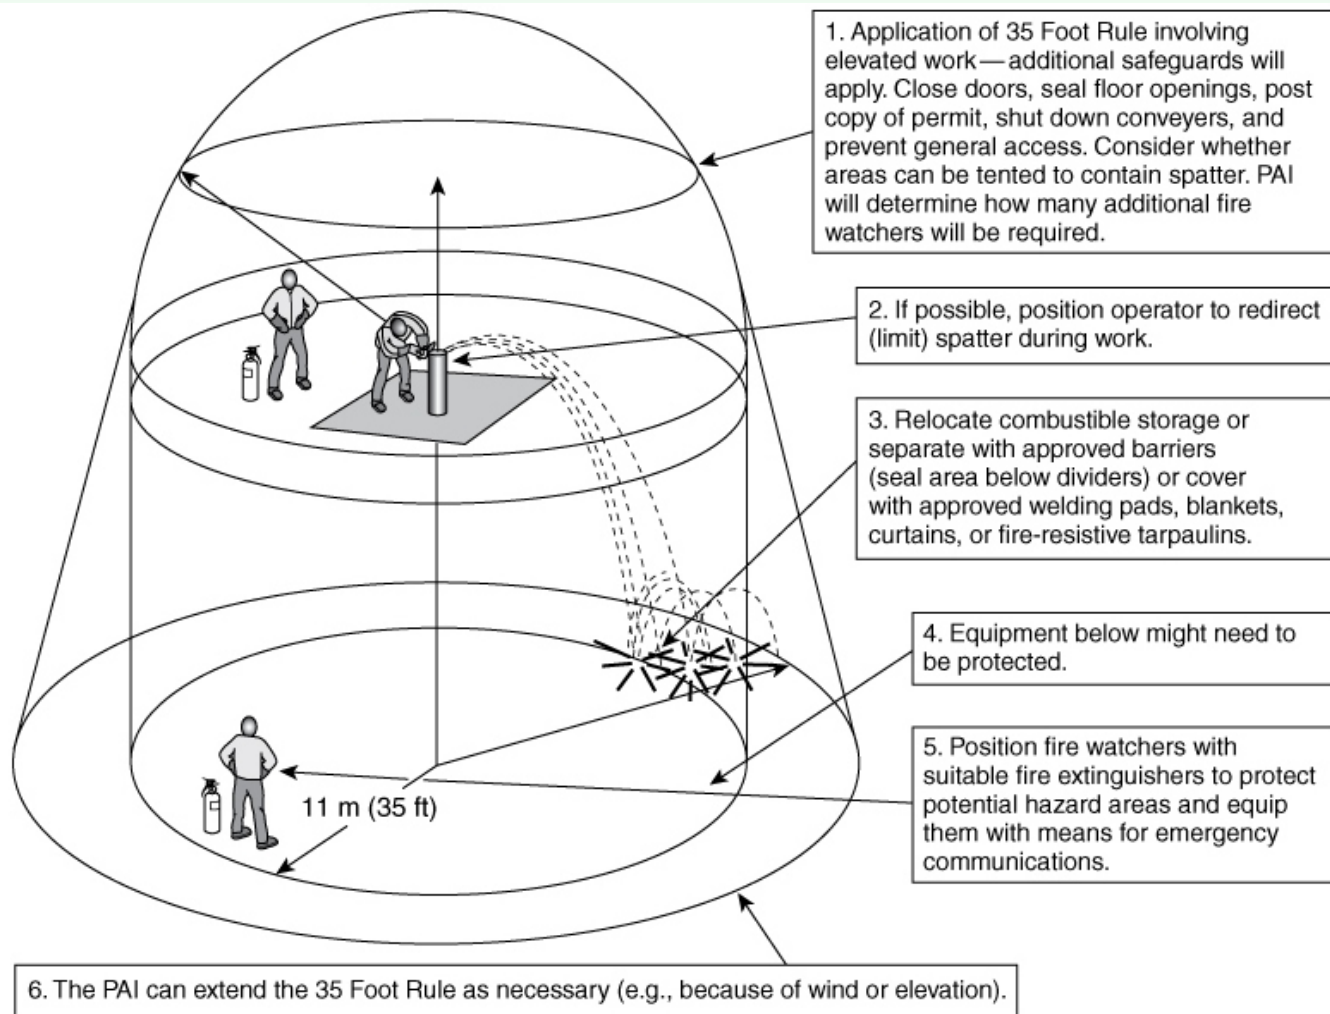 1. Application of 35 Foot Rule involving
elevated work—additional safeguards will
apply. Close doors, seal floor openings, post
copy of permit, shut down conveyers, and
prevent general access. Consider whether
areas can be tented to contain spatter. PAI
will determine how many additional fire
watchers will be required.
2. If possible, position operator to redirect
(limit) spatter during work.
3. Relocate combustible storage or
separate with approved barriers
(seal area below dividers) or cover
with approved welding pads, blankets,
curtains, or fire-resistive tarpaulins.
4. Equipment below might need to
be protected.
5. Position fire watchers with
suitable fire extinguishers to protect
potential hazard areas and equip
them with means for emergency
communications.
11 m (35 ft)
6. The PAI can extend the 35 Foot Rule as necessary (e.g., because of wind or elevation).